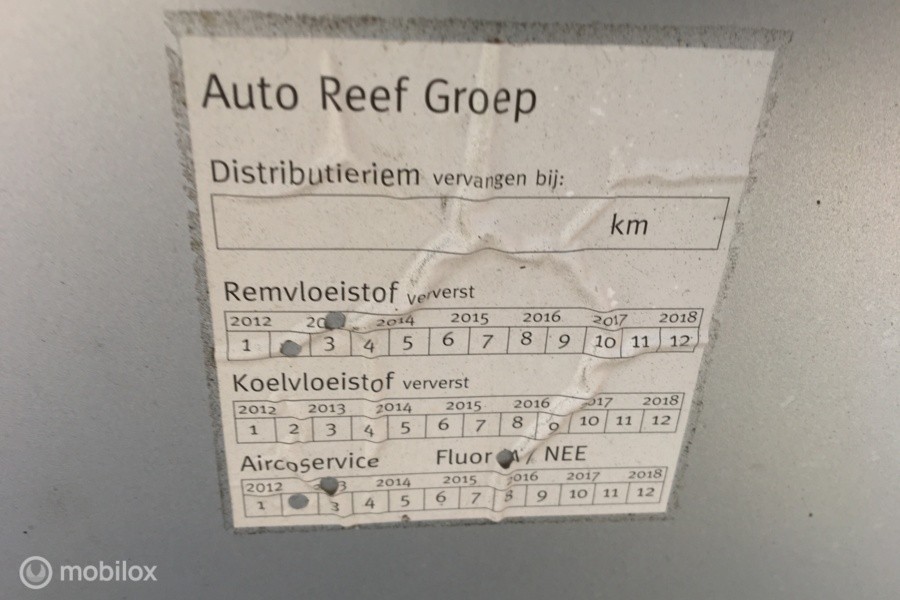 Auto Reef Groep
Distributieriem vervangen bij:
km
Remvloeistof ververst
2012 2014 2015 2016 2017 2018
1 3 4 5 6 7 8 9 10 11 12
Koelvloeistof ververst
2012 2013 2014 2015 2016 2017 2018
1 2 3 4 5 6 7 8 9 10 11 12
Aircoservice Fluor / NEE
2012 2014 2015 2016 2017 2018
1 3 4 5 6 7 8 9 10 11 12
mobilox